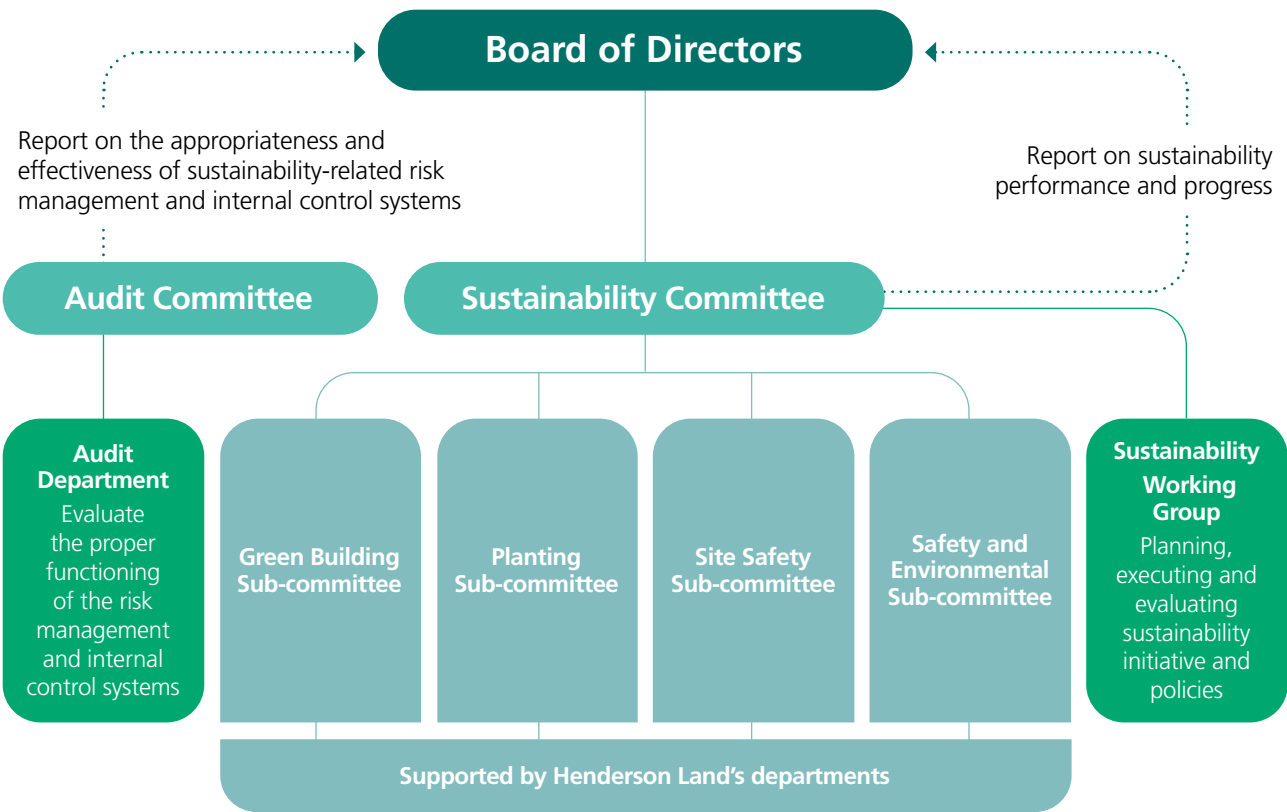 Board of Directors
Report on the appropriateness and
effectiveness of sustainability-related risk
management and internal control systems
Report on sustainability
performance and progress
Audit Committee
Sustainability Committee
Audit
Department
Evaluate
the proper
functioning
of the risk
management
and internal
control systems
Green Building
Sub-committee
Planting
Sub-committee
Site Safety
Sub-committee
Safety and
Environmental
Sub-committee
Sustainability
Working
Group
Planning,
executing and
evaluating
sustainability
initiative and
policies
Supported by Henderson Land's departments